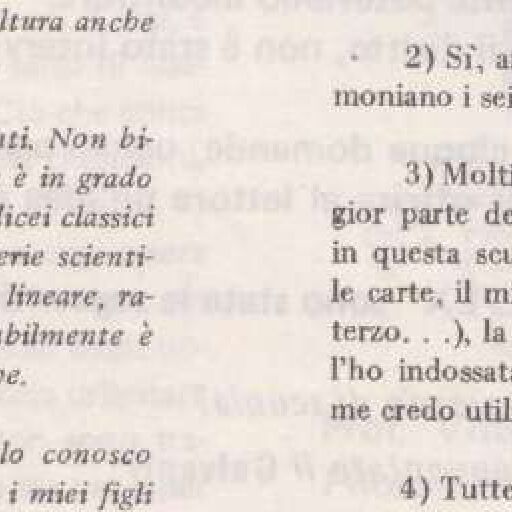 ltura anche
ti. Non bi-
è in grado
licei classici
erie scienti-
lineare, ra-
abilmente è
lo conosco
i miei figli
2) Sì, a
moniano i sei
3) Molti
gior parte de
in questa scu
le carte, il mi
terzo. . .), la
l'ho indossat
me credo util
4) Tutte